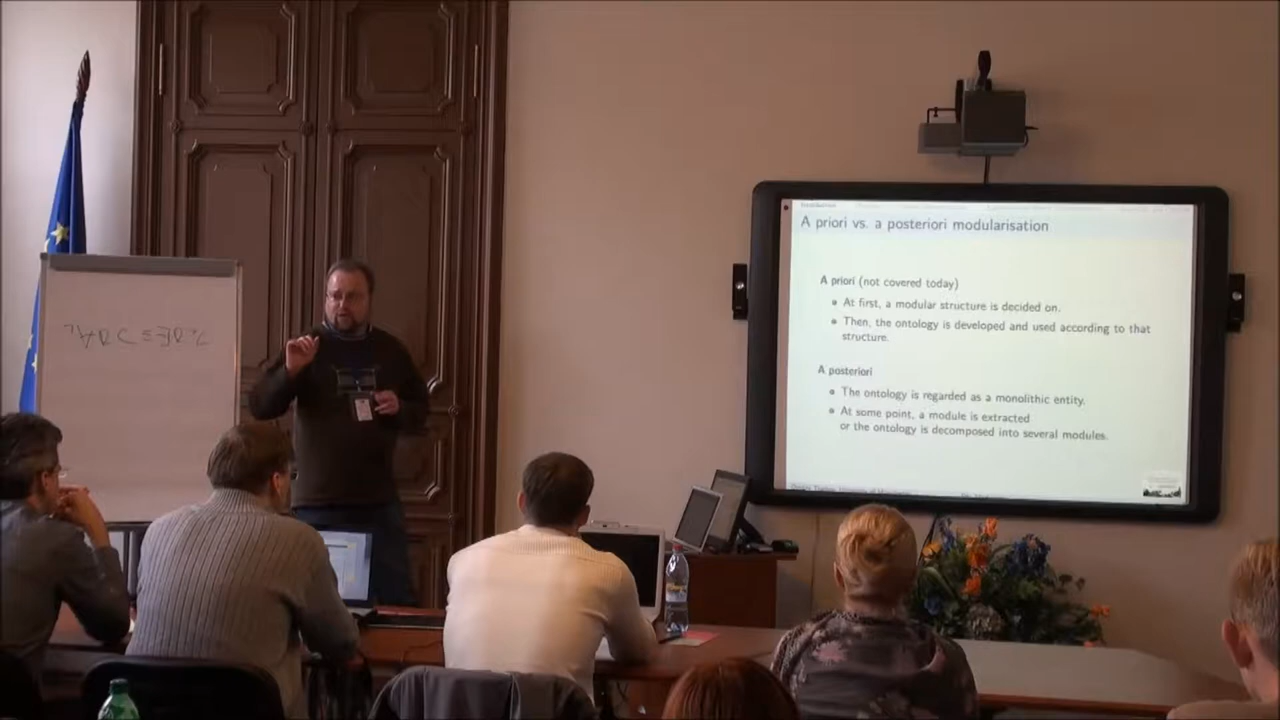 A priori vs. a posteriori modularisation
A priori (not covered today)
At first, a modular structure is decided on.
Then, the ontology is developed and used according to that
structure.
A posteriori
The ontology is regarded as a monolithic entity.
At some point, a module is extracted
or the ontology is decomposed into several modules.